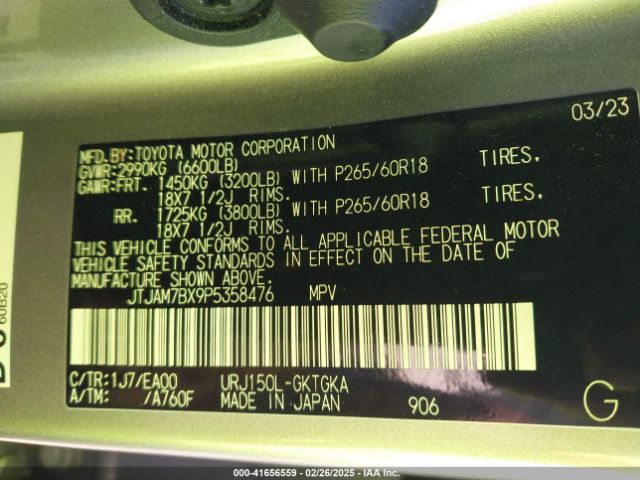 03/23
MFD.BY:TOYOTA MOTOR CORPORATION
GVWR:2990KG (6600LB)
GAWR:FRT. 1450KG (3200LB) WITH P265/60R18 TIRES,
18X7 1/2J RIMS.
RR. 1725KG (3800LB) WITH P265/60R18 TIRES,
18X7 1/2J RIMS.
THIS VEHICLE CONFORMS TO ALL APPLICABLE FEDERAL MOTOR
VEHICLE SAFETY STANDARDS IN EFFECT ON THE DATE OF
MANUFACTURE SHOWN ABOVE.
JTJAM7BX9P5358476 MPV
C/TR:1J7/EA00 URJ150L-GKTGKA
A/TM: /A760F MADE IN JAPAN 906 G
60B20
000-41656559 — 02/26/2025 — IAA Inc.